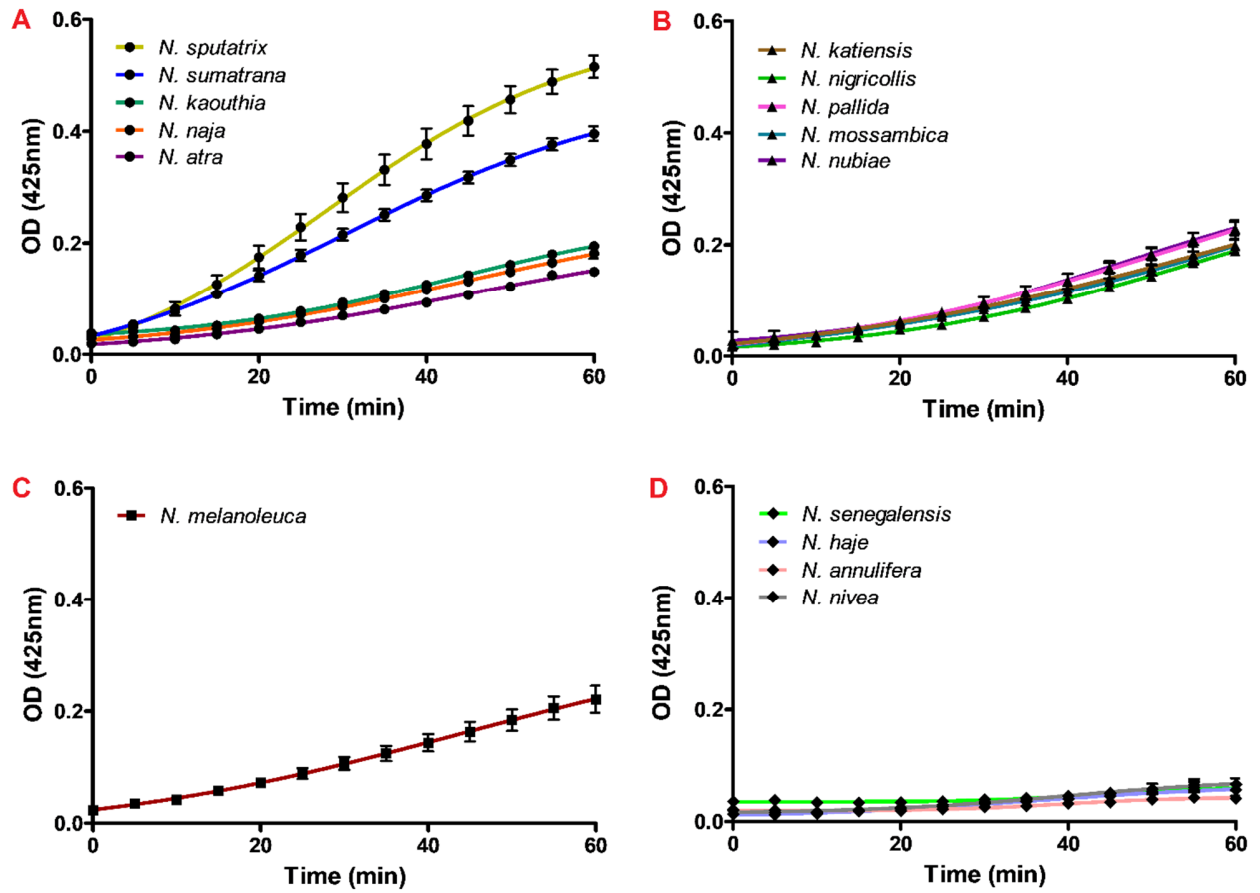 A
0.6
0.4
0.2
0.0
OD (425nm)
N. sputatrix
N. sumatrana
N. kaouthia
N. naja
N. atra
0 20 40 60
Time (min)
B
0.6
0.4
0.2
0.0
OD (425nm)
N. katiensis
N. nigricollis
N. pallida
N. mossambica
N. nubiae
0 20 40 60
Time (min)
C
0.6
0.4
0.2
0.0
OD (425nm)
N. melanoleuca
0 20 40 60
Time (min)
D
0.6
0.4
0.2
0.0
OD (425nm)
N. senegalensis
N. haje
N. annulifera
N. nivea
0 20 40 60
Time (min)